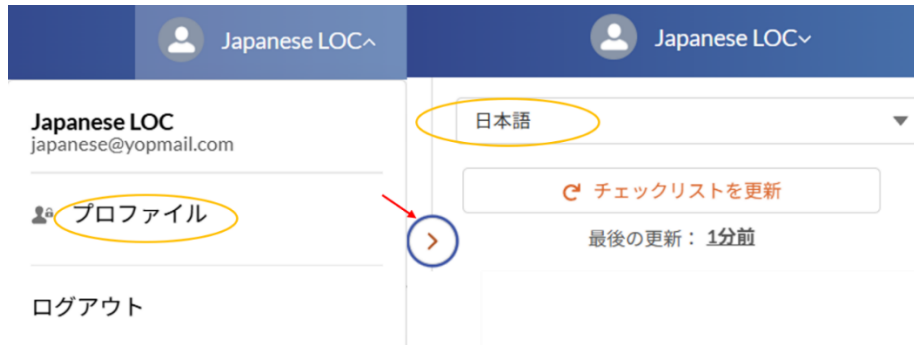 Japanese LOC
Japanese LOC
japanese@yopmail.com
プロファイル
ログアウト
Japanese LOC
日本語
チェックリストを更新
最後の更新： 1分前